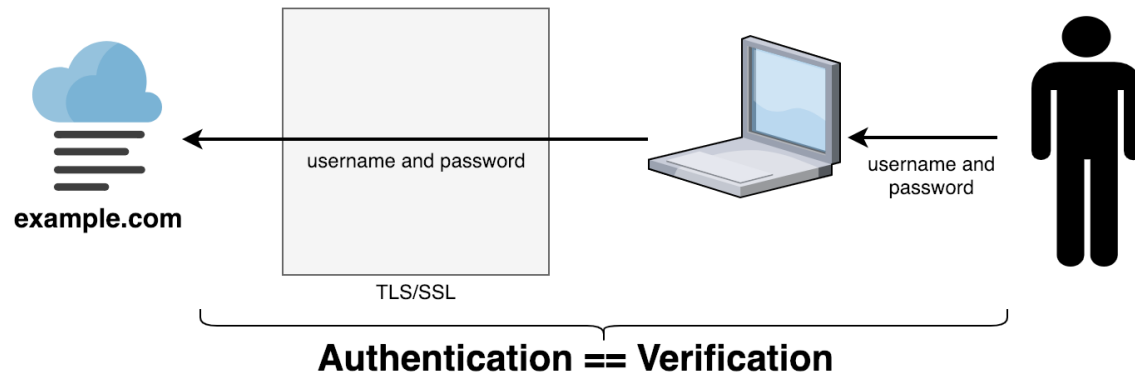 username and password
username and
password
example.com
TLS/SSL
Authentication == Verification